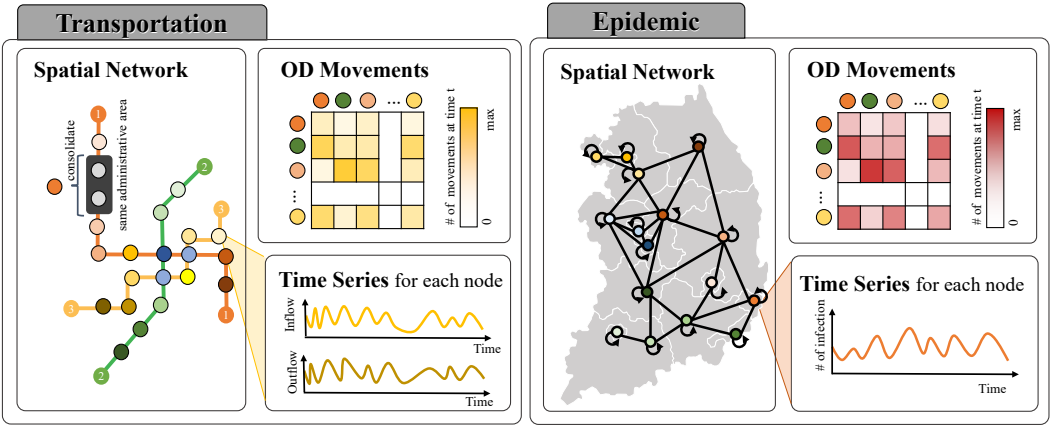 Transportation
Spatial Network
1
consolidate
same administrative area
2
3
3
1
2
OD Movements
...
...
# of movements at time t
max
0
Time Series for each node
Inflow
Time
Outflow
Time
Epidemic
Spatial Network
OD Movements
...
...
# of movements at time t
max
0
Time Series for each node
# of infection
Time